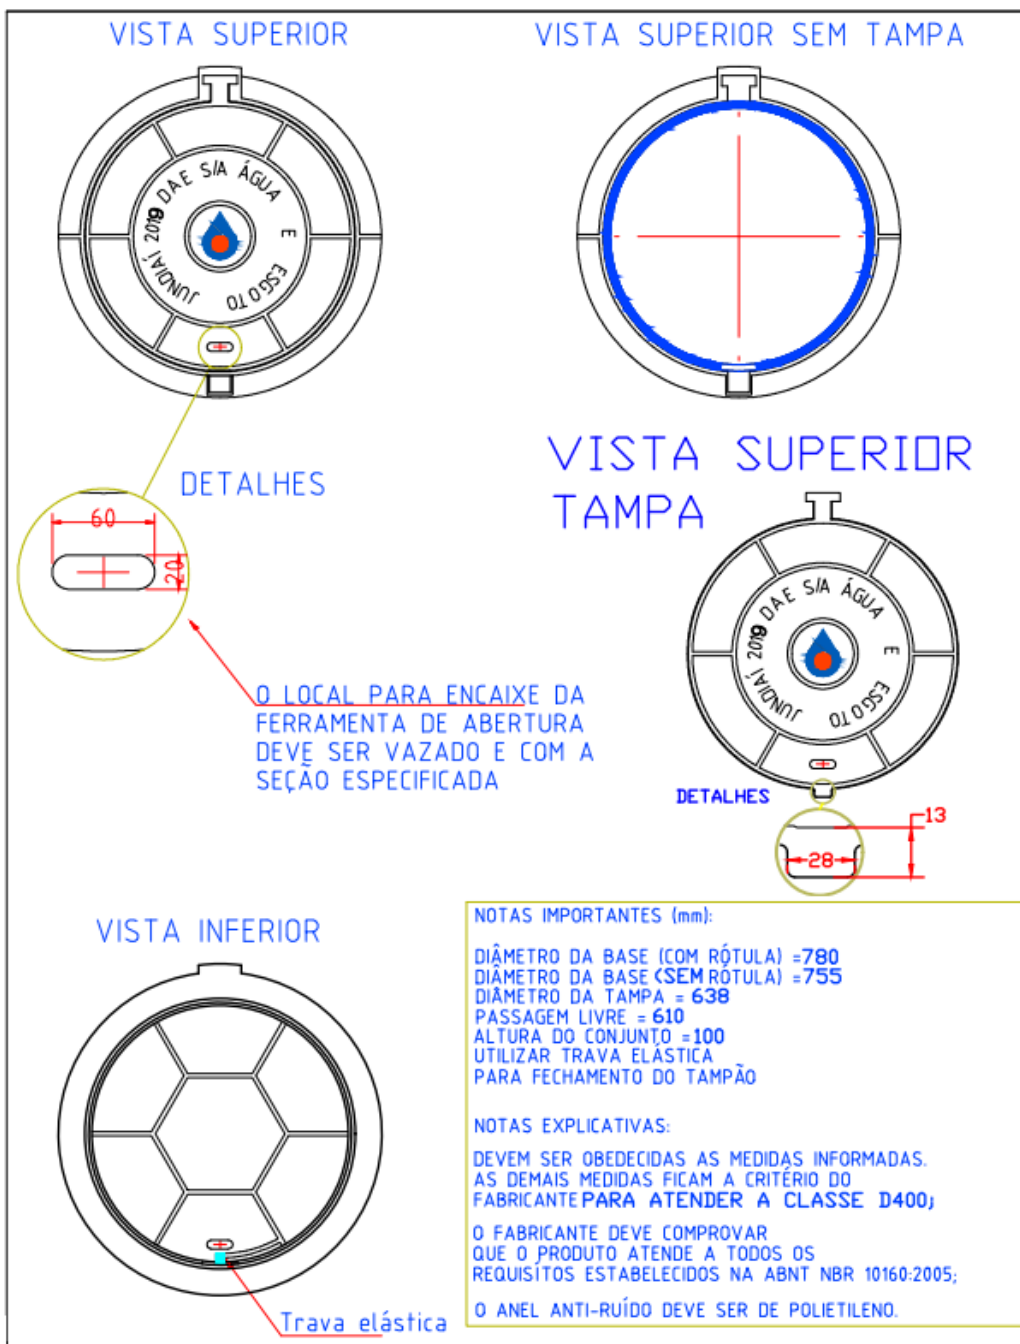 VISTA SUPERIOR
VISTA SUPERIOR SEM TAMPA
JUNDIAÍ 2019 DAE S/A ÁGUA E ESGOTO
DETALHES
60
20
O LOCAL PARA ENCAIXE DA
FERRAMENTA DE ABERTURA
DEVE SER VAZADO E COM A
SEÇÃO ESPECIFICADA
VISTA SUPERIOR
TAMPA
JUNDIAÍ 2019 DAE S/A ÁGUA E ESGOTO
DETALHES
13
28
VISTA INFERIOR
Trava elástica
NOTAS IMPORTANTES (mm):
DIÂMETRO DA BASE (COM RÓTULA) =780
DIÂMETRO DA BASE (SEM RÓTULA) =755
DIÂMETRO DA TAMPA = 638
PASSAGEM LIVRE = 610
ALTURA DO CONJUNTO =100
UTILIZAR TRAVA ELÁSTICA
PARA FECHAMENTO DO TAMPÃO
NOTAS EXPLICATIVAS:
DEVEM SER OBEDECIDAS AS MEDIDAS INFORMADAS.
AS DEMAIS MEDIDAS FICAM A CRITÉRIO DO
FABRICANTE PARA ATENDER A CLASSE D400;
O FABRICANTE DEVE COMPROVAR
QUE O PRODUTO ATENDE A TODOS OS
REQUISÍTOS ESTABELECIDOS NA ABNT NBR 10160:2005;
O ANEL ANTI-RUÍDO DEVE SER DE POLIETILENO.